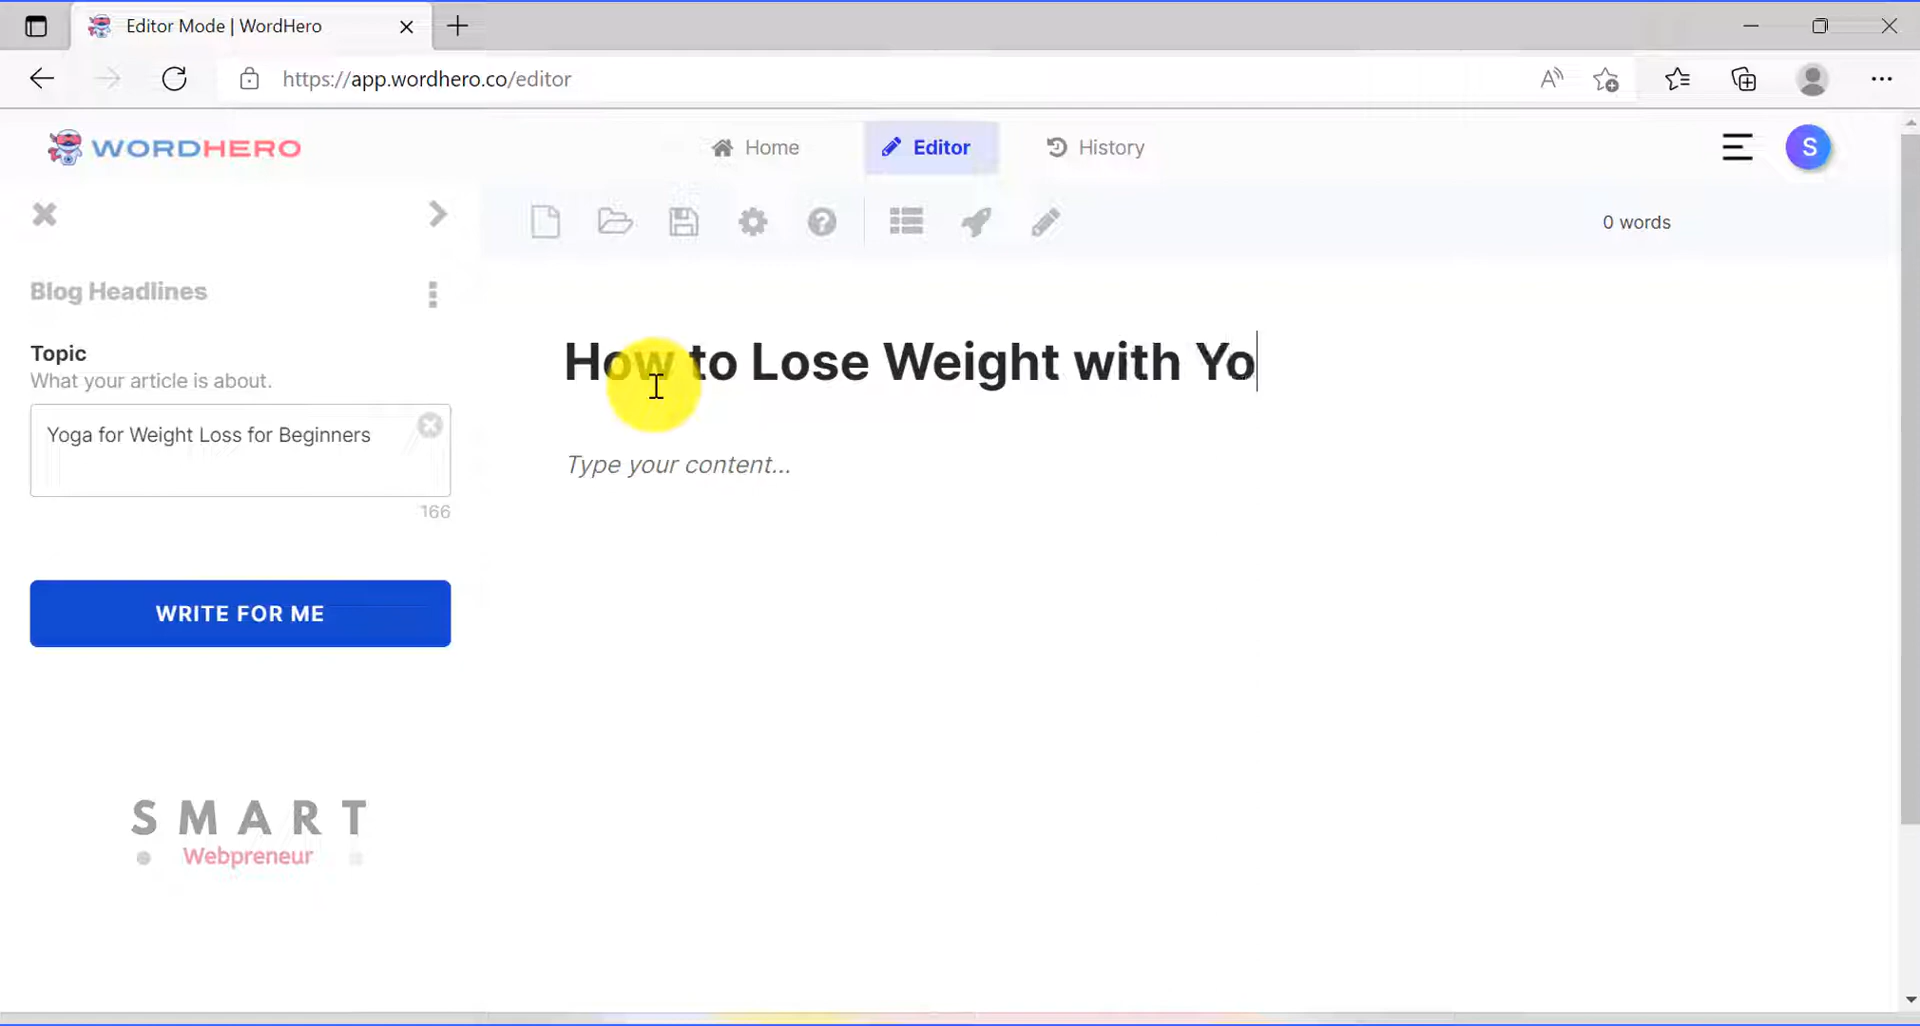 Editor Mode | WordHero
https://app.wordhero.co/editor
WORDHERO
Home
Editor
History
S
0 words
Blog Headlines
Topic
What your article is about.
Yoga for Weight Loss for Beginners
166
WRITE FOR ME
How to Lose Weight with Yo
Type your content...
SMART
Webpreneur